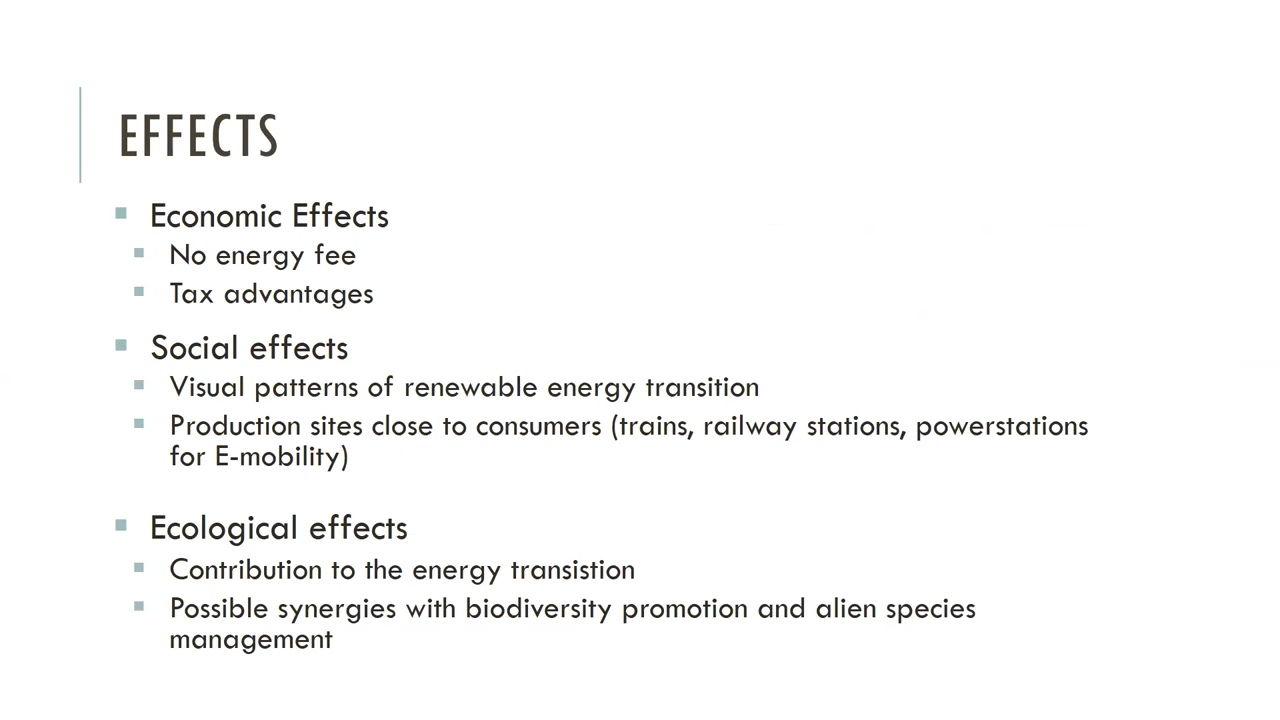 EFFECTS
Economic Effects
No energy fee
Tax advantages
Social effects
Visual patterns of renewable energy transition
Production sites close to consumers (trains, railway stations, powerstations
for E-mobility)
Ecological effects
Contribution to the energy transistion
Possible synergies with biodiversity promotion and alien species
management